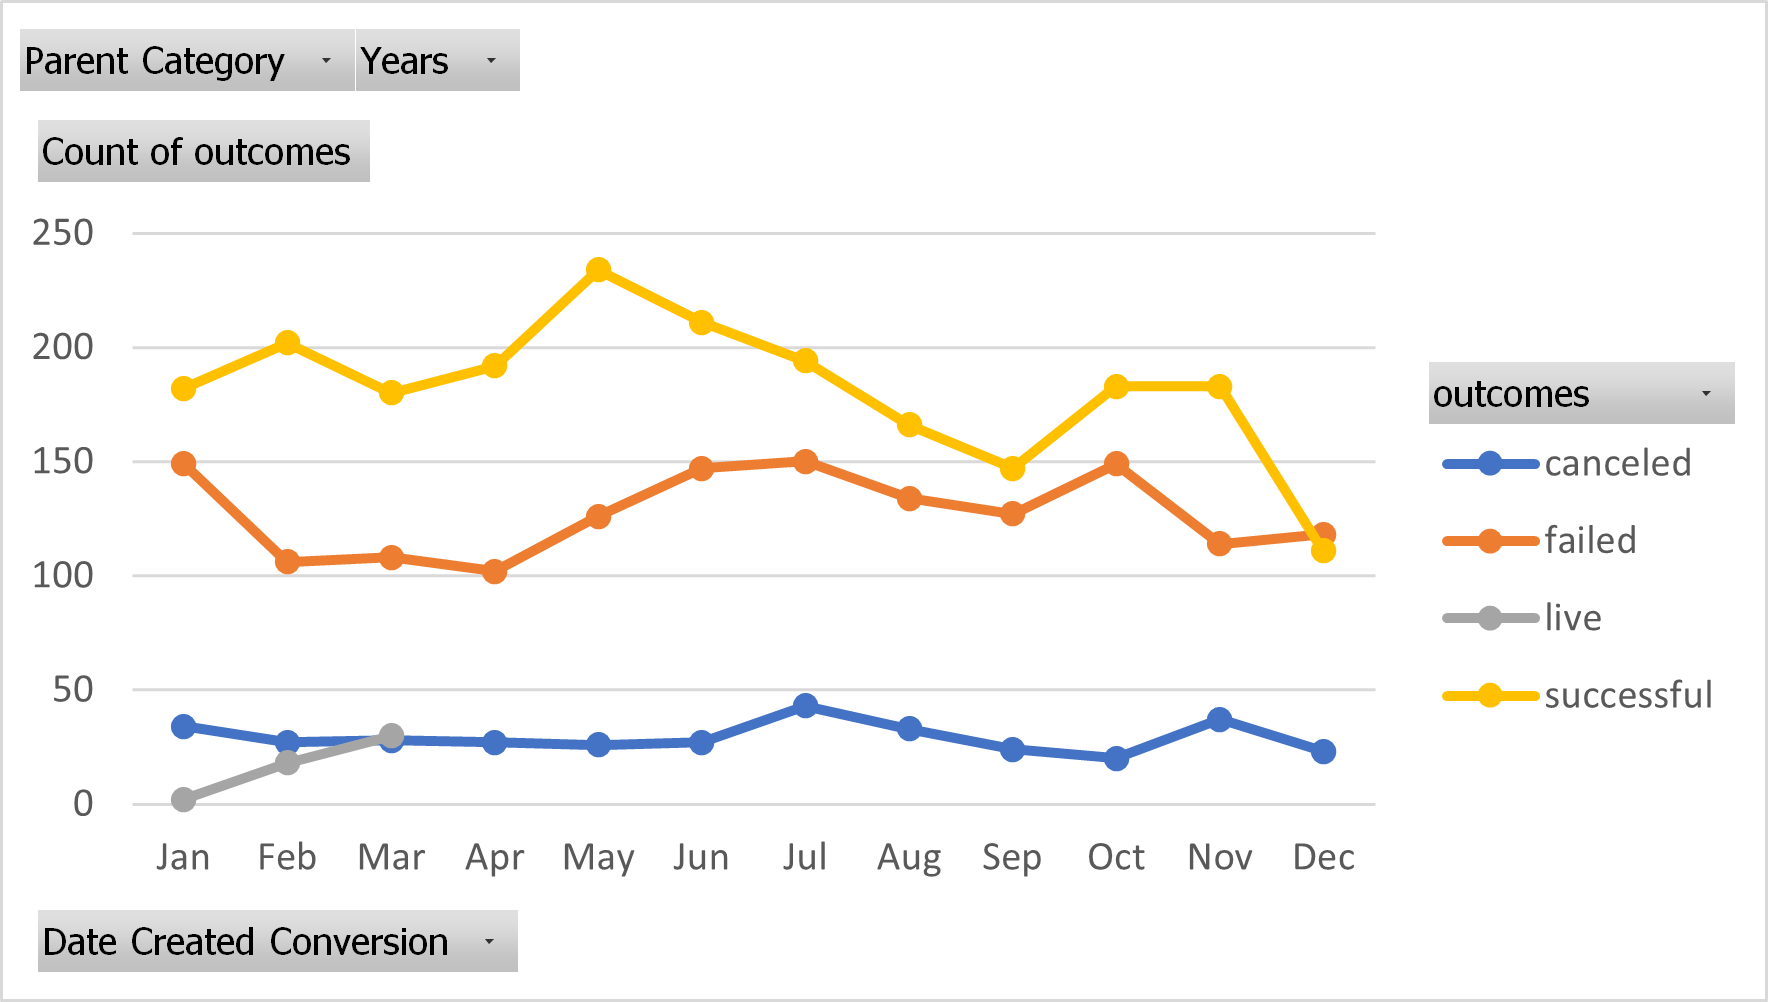 Parent Category Years
Count of outcomes
250
200
150
100
50
0
Jan Feb Mar Apr May Jun Jul Aug Sep Oct Nov Dec
outcomes
canceled
failed
live
successful
Date Created Conversion